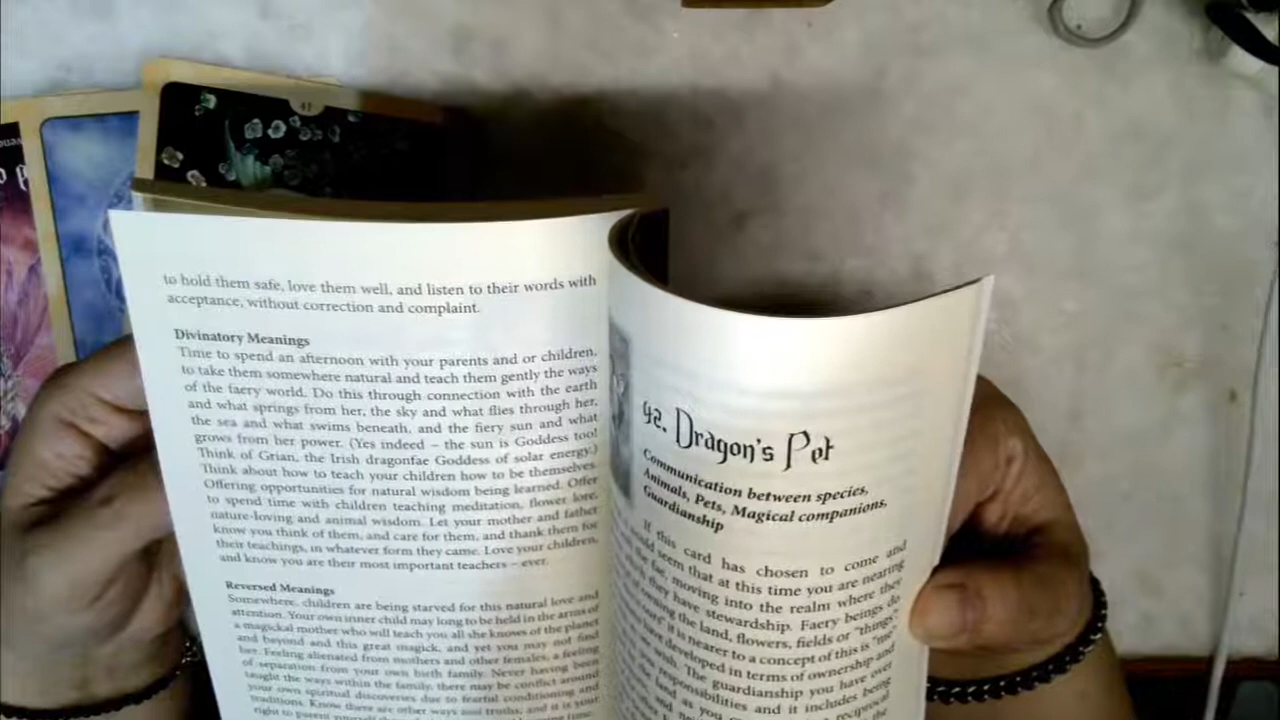 41
to hold them safe, love them well, and listen to their words with
acceptance, without correction and complaint.
Divinatory Meanings
Time to spend an afternoon with your parents and or children,
to take them somewhere natural and teach them gently the ways
of the faery world. Do this through connection with the earth
and what springs from her, the sky and what flies through her,
the sea and what swims beneath, and the fiery sun and what
grows from her power. (Yes indeed – the sun is Goddess too!
Think of Grian, the Irish dragonfae Goddess of solar energy.)
Think about how to teach your children how to be themselves.
Offering opportunities for natural wisdom being learned. Offer
to spend time with children teaching meditation, flower lore,
nature-loving and animal wisdom. Let your mother and father
know you think of them, and care for them, and thank them for
their teachings, in whatever form they came. Love your children,
and know you are their most important teachers – ever.
Reversed Meanings
Somewhere, children are being starved for this natural love and
attention. Your own inner child may long to be held in the arms of
a magickal mother who will teach you all she knows of the planet
and beyond and this great magick, and yet you may not find
her. Feeling alienated from mothers and other females, a feeling
of separation from your own birth family. Never having been
taught the ways within the family, there may be conflict around
your own spiritual discoveries due to fearful conditioning and
traditions. Know there are other ways and truths, and it is your
right to parent yourself
42. Dragon's Pet
Communication between species,
Animals, Pets, Magical companions,
Guardianship
If this card has chosen to come and
would seem that at this time you are nearing
the fae, moving into the realm where they
they have stewardship. Faery beings do
of owning the land, flowers, fields or "things"
it is nearer to a concept of this is "me
have developed in terms of ownership and
wish. The guardianship you have over
responsibilities and it includes being
land as you
reciprocal
the